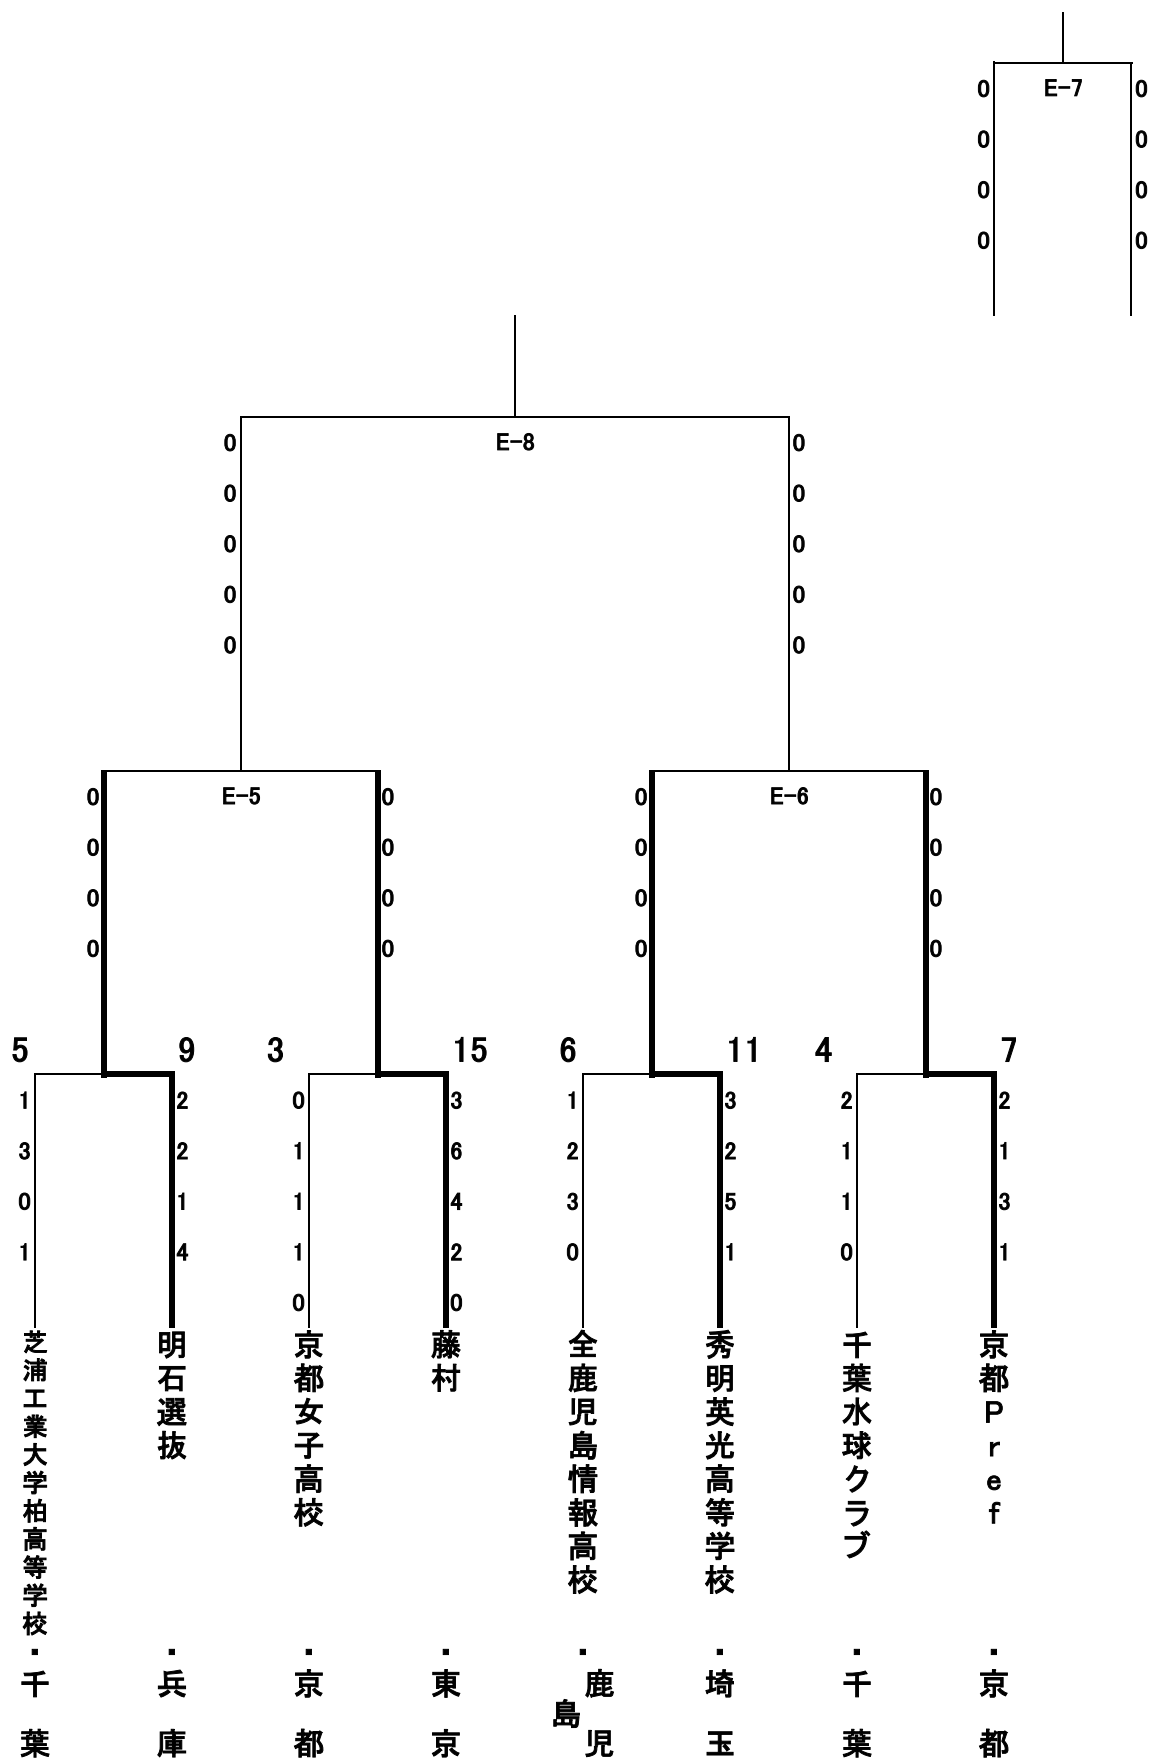 0 E-7 0
0 0
0 0
0 0
0 E-8 0
0 0
0 0
0 0
0 0
0 E-5 0 0 E-6 0
0 0 0 0
0 0 0 0
0 0 0 0
5 9 3 15 6 11 4 7
1 2 0 3 1 3 2 2
3 2 1 6 2 2 1 1
0 1 1 4 3 5 1 3
1 4 1 2 0 1 0 1
0 0
芝浦工業大学柏高等学校・千葉
明石選抜・兵庫
京都女子高校・京都
藤村・東京
全鹿児島情報高校・鹿児島
秀明英光高等学校・埼玉
千葉水球クラブ・千葉
京都Ｐｒｅｆ・京都